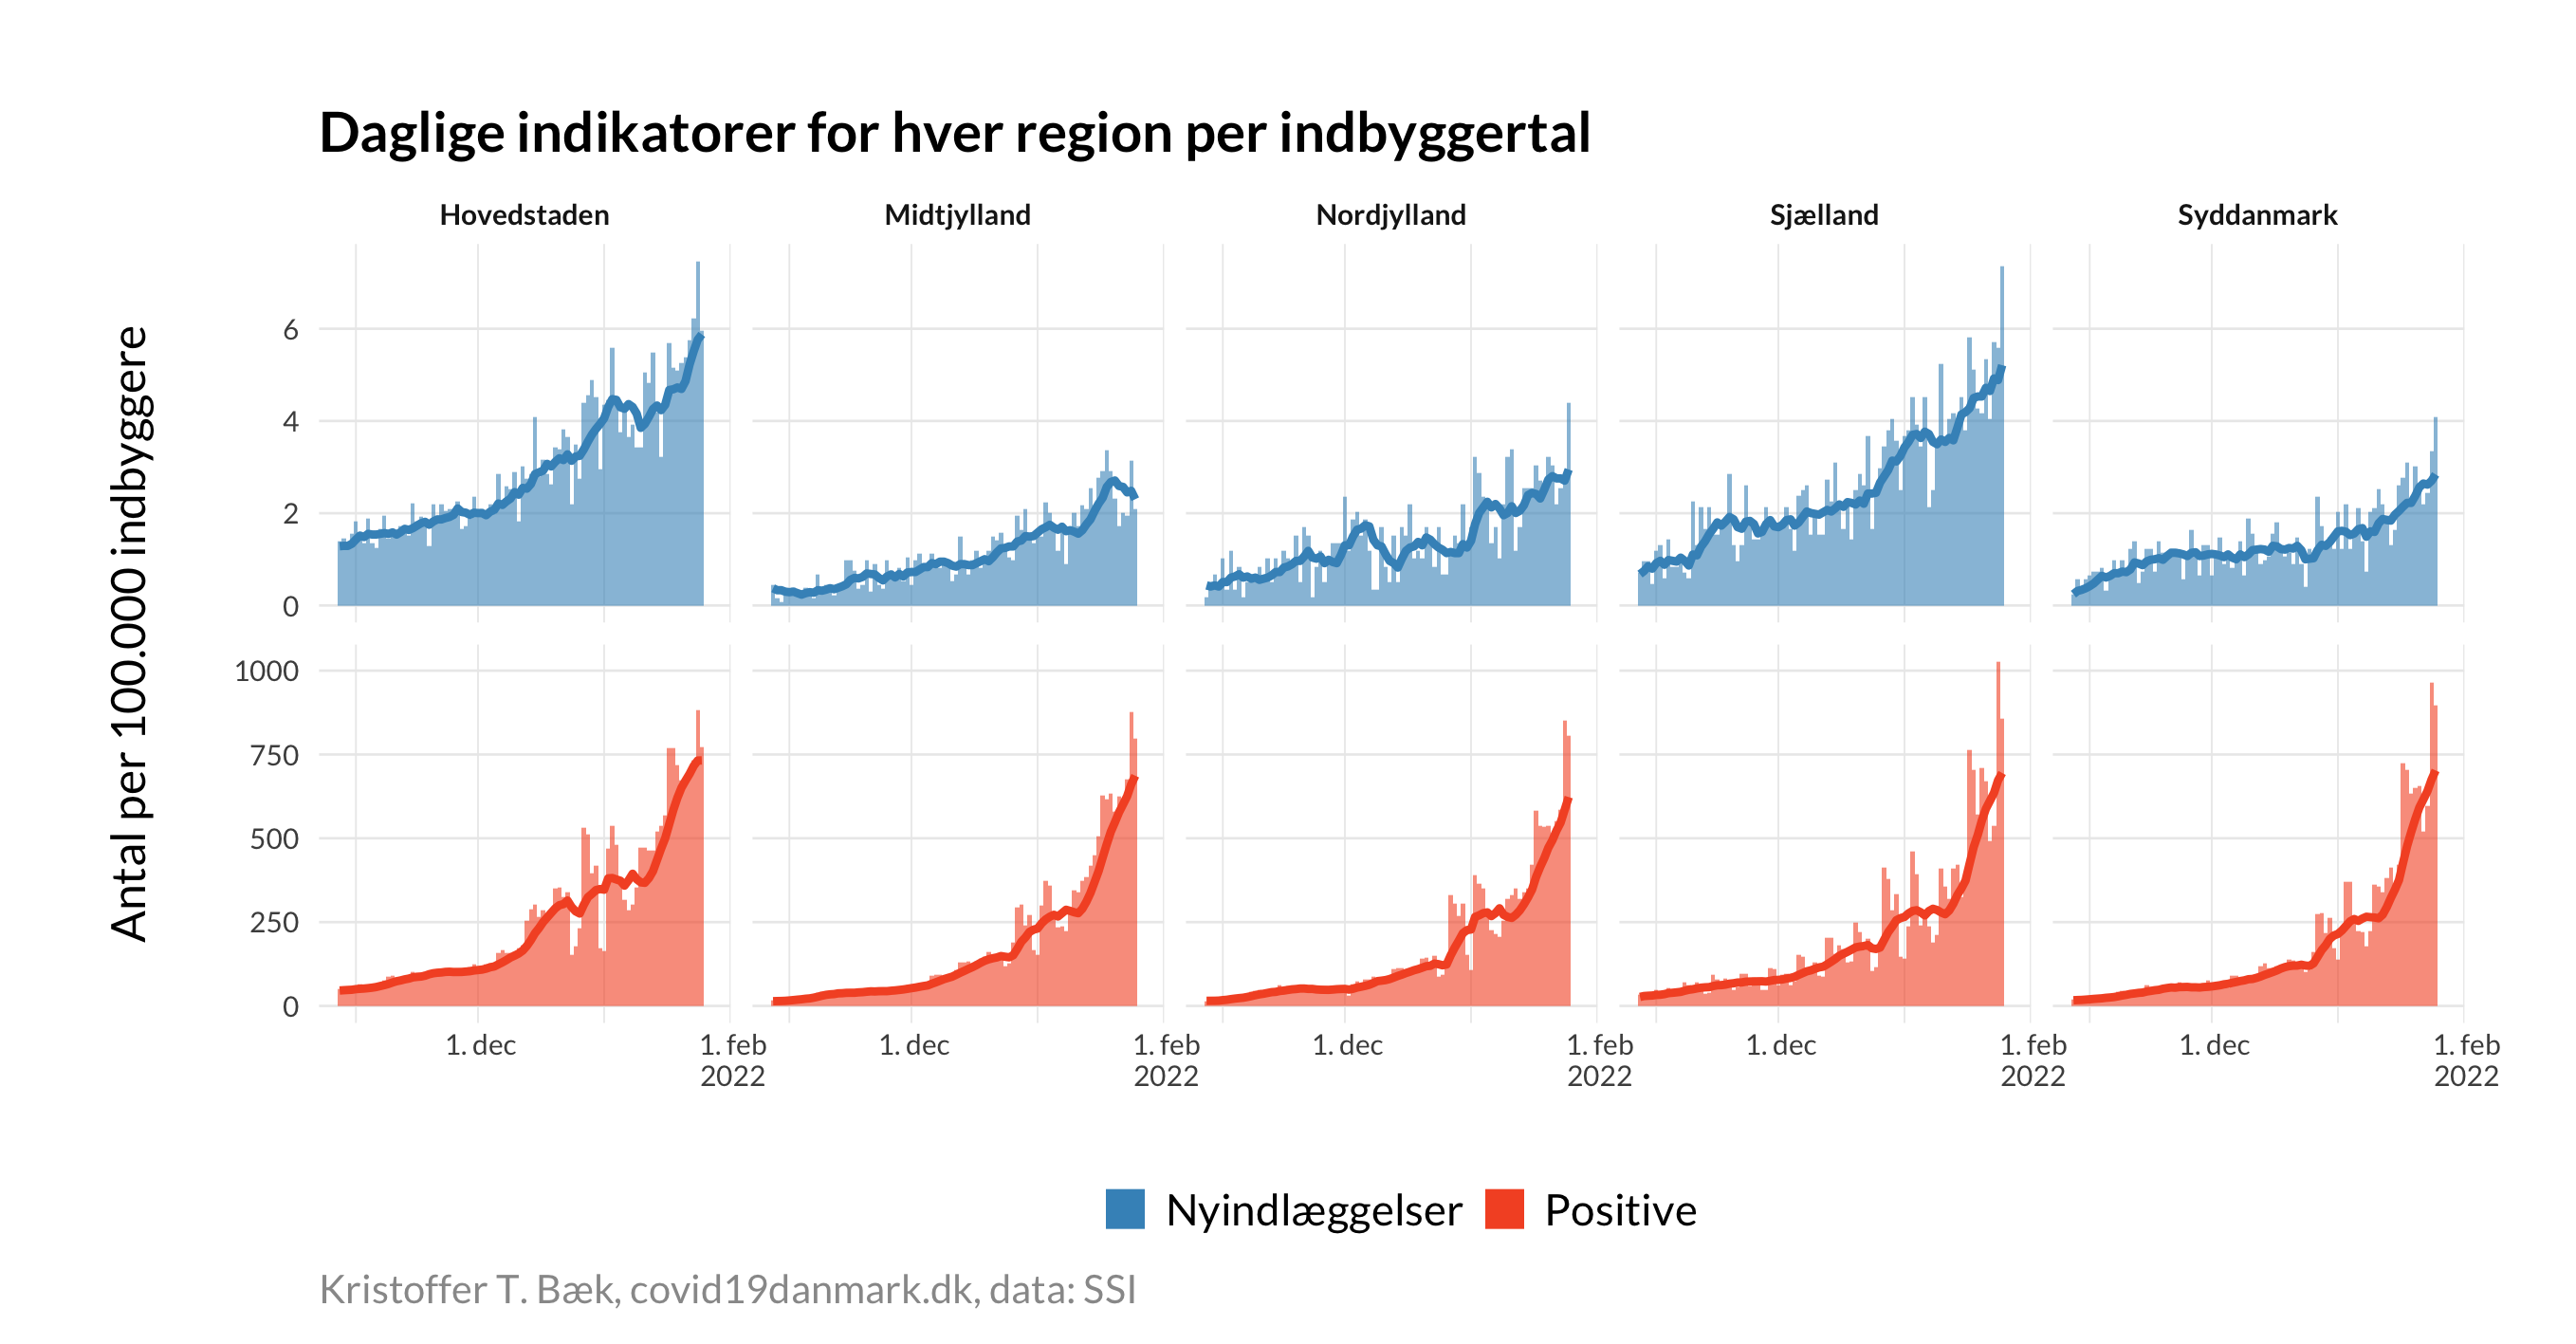 Daglige indikatorer for hver region per indbyggertal
Hovedstaden Midtjylland Nordjylland Sjælland Syddanmark
Antal per 100.000 indbyggere
6
4
2
0
1000
750
500
250
0
1. dec 1. feb 1. dec 1. feb 1. dec 1. feb 1. dec 1. feb 1. dec 1. feb
2022 2022 2022 2022 2022
Nyindlæggelser Positive
Kristoffer T. Bæk, covid19danmark.dk, data: SSI